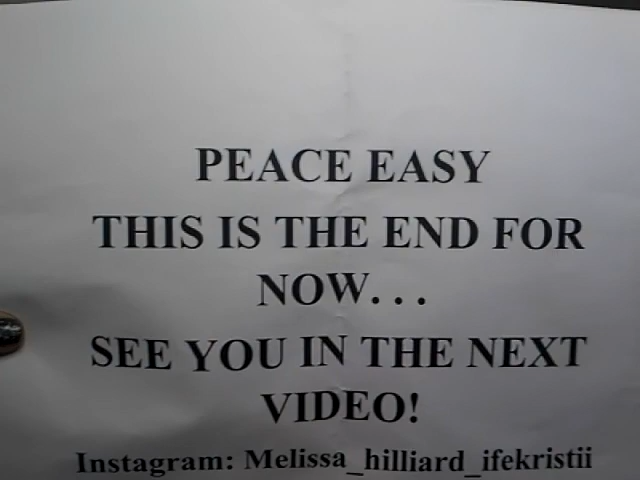 PEACE EASY
THIS IS THE END FOR
NOW...
SEE YOU IN THE NEXT
VIDEO!
Instagram: Melissa_hilliard_ifekristii